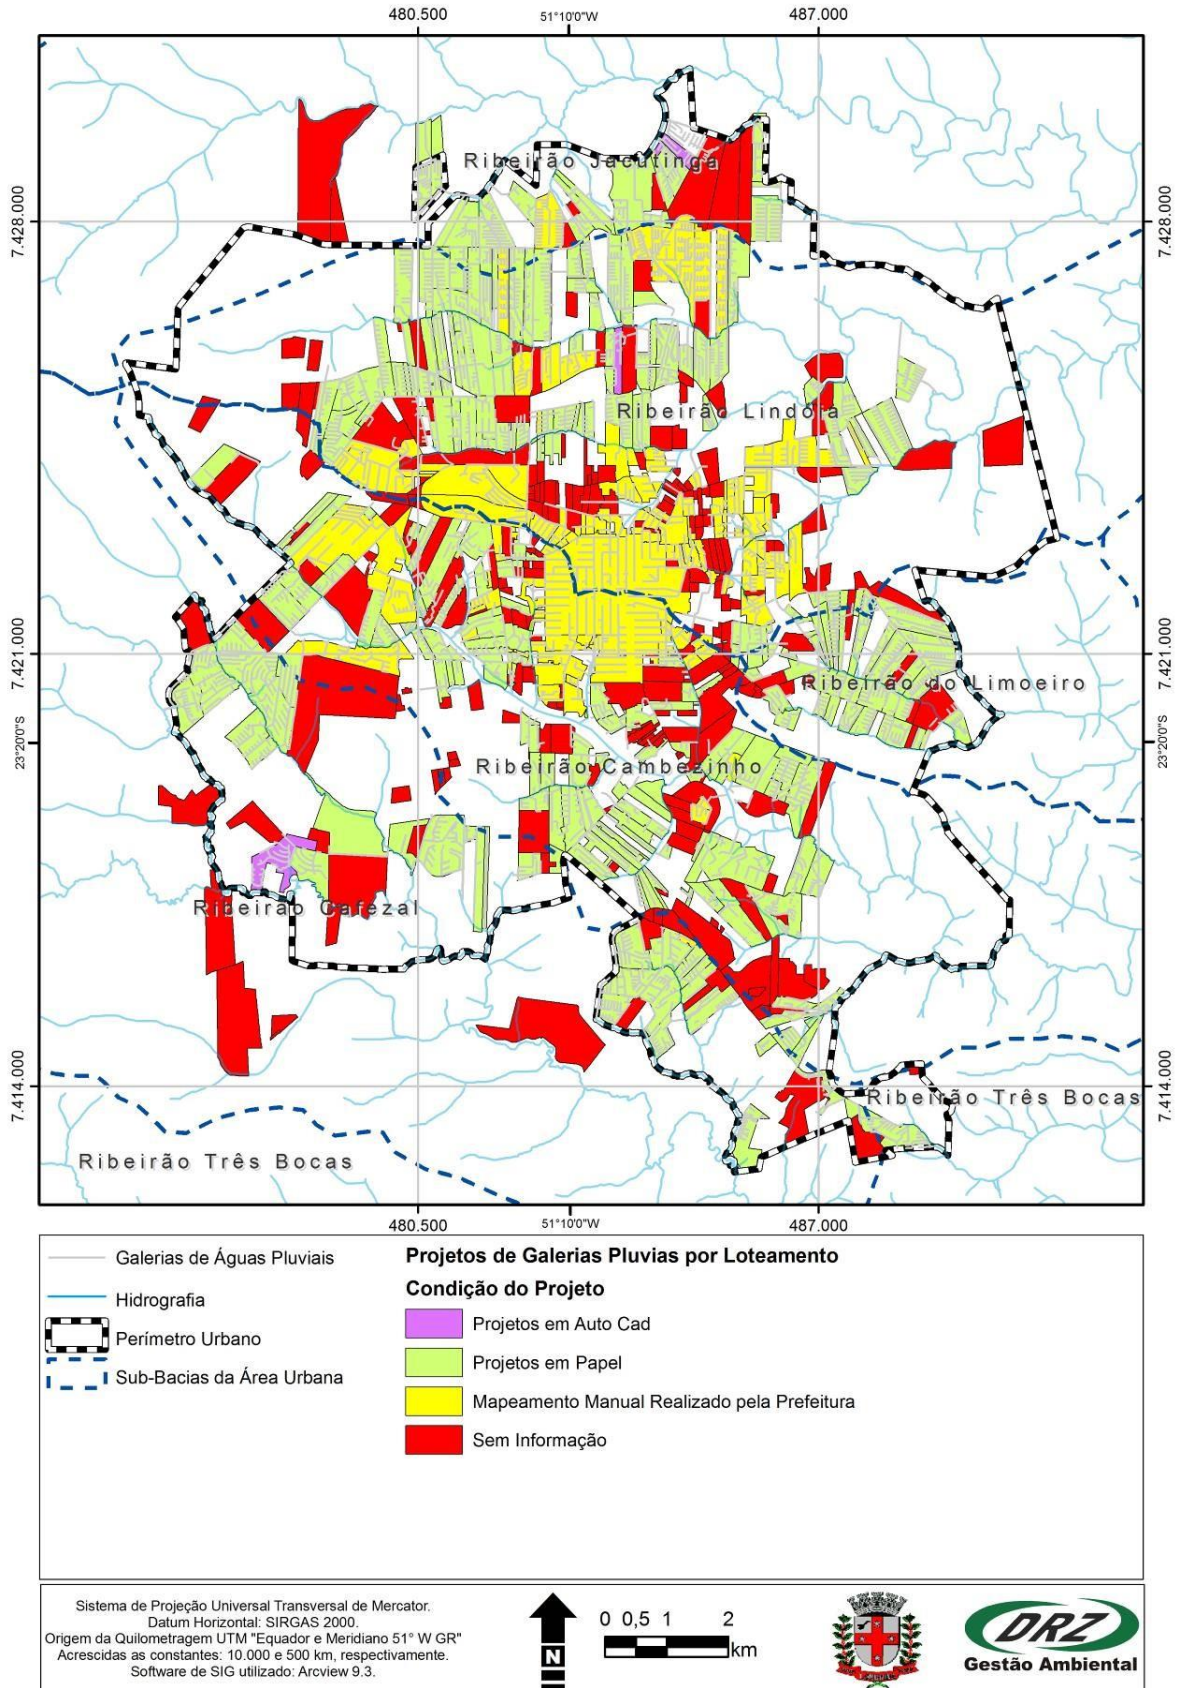 480.500
51°10'0"W
487.000
Ribeirão Jacutinga
7.428.000
7.428.000
Ribeirão Lindóia
7.421.000
7.421.000
Ribeirão do Limoeiro
23°20'0"S
23°20'0"S
Ribeirão Cambezinho
Ribeirão Cafezal
7.414.000
7.414.000
Ribeirão Três Bocas
Ribeirão Três Bocas
480.500
51°10'0"W
487.000
Galerias de Águas Pluviais
Hidrografia
Perímetro Urbano
Sub-Bacias da Área Urbana
Projetos de Galerias Pluvias por Loteamento
Condição do Projeto
Projetos em Auto Cad
Projetos em Papel
Mapeamento Manual Realizado pela Prefeitura
Sem Informação
Sistema de Projeção Universal Transversal de Mercator.
Datum Horizontal: SIRGAS 2000.
Origem da Quilometragem UTM "Equador e Meridiano 51° W GR"
Acrescidas as constantes: 10.000 e 500 km, respectivamente.
Software de SIG utilizado: Arcview 9.3.
N
0 0,5 1 2
km
DRZ
Gestão Ambiental